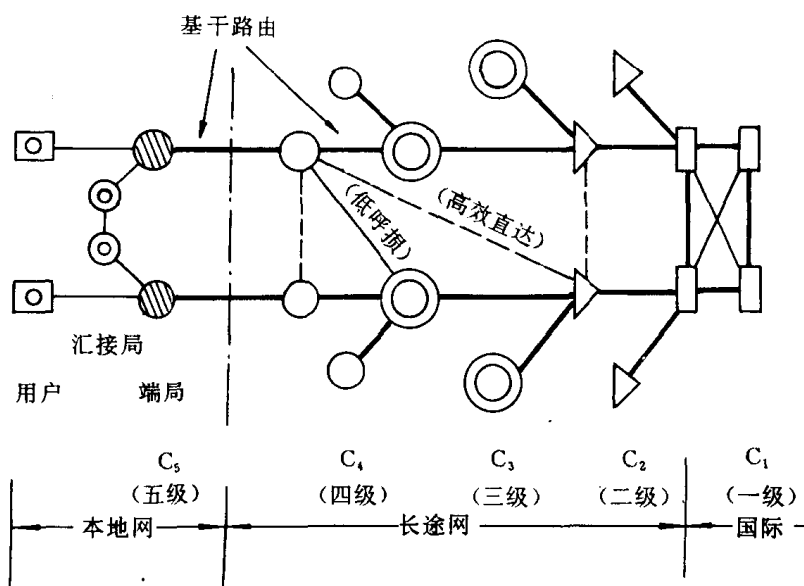 基干路由
(低呼损)
(高效直达)
汇接局
用户 端局
C₅ C₄ C₃ C₂ C₁
(五级) (四级) (三级) (二级) (一级)
本地网 长途网 国际